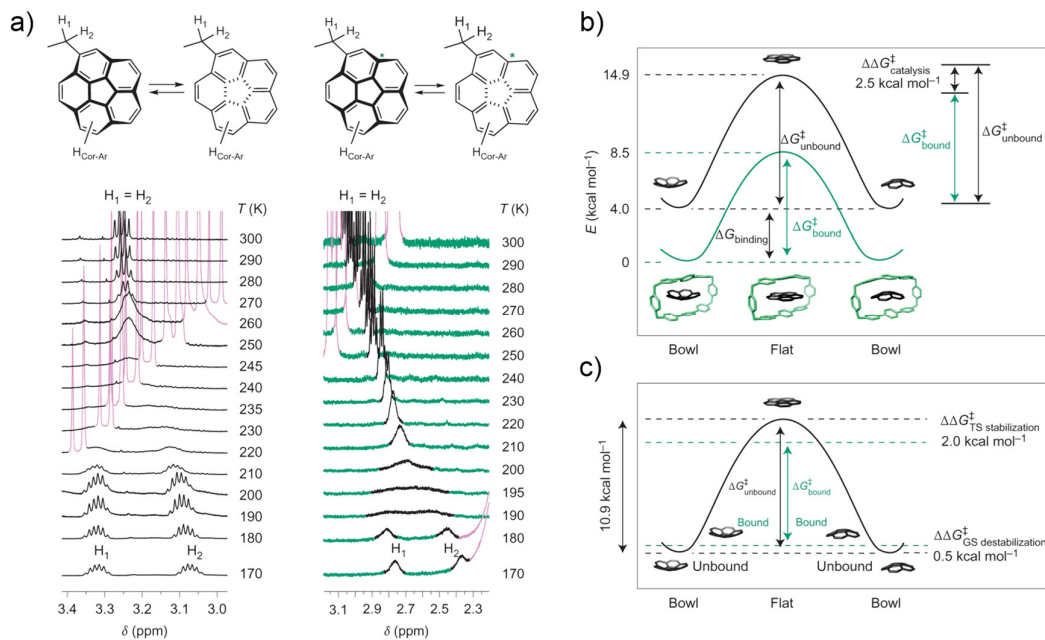 a)
H1
H2
HCor-Ar
H1
H2
*
HCor-Ar
H1
H2
*
H1 = H2
T (K)
300
290
280
270
260
250
245
240
235
230
220
210
200
190
180
H1
H2
170
3.4 3.3 3.2 3.1 3.0
δ (ppm)
H1 = H2
T (K)
300
290
280
270
260
250
240
230
220
210
200
195
190
180
H1
H2
170
3.1 2.9 2.7 2.5 2.3
δ (ppm)
b)
E (kcal mol–1)
14.9
8.5
4.0
0
ΔG‡unbound
ΔGbinding
ΔG‡bound
ΔΔG‡catalysis
2.5 kcal mol–1
ΔG‡bound
ΔG‡unbound
Bowl
Flat
Bowl
c)
10.9 kcal mol–1
ΔG‡unbound
ΔG‡bound
Bound
Bound
Unbound
Unbound
ΔΔG‡TS stabilization
2.0 kcal mol–1
ΔΔG‡GS destabilization
0.5 kcal mol–1
Bowl
Flat
Bowl